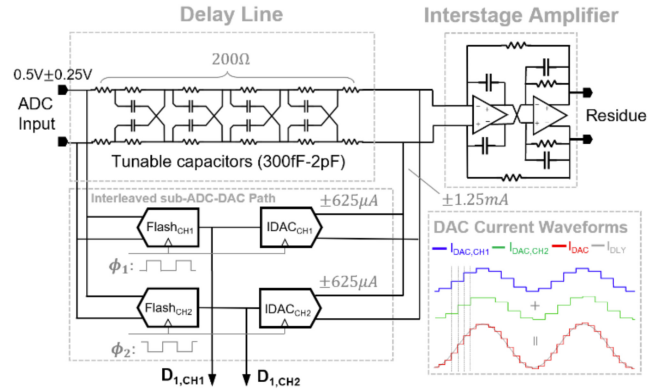 Delay Line
Interstage Amplifier
0.5V±0.25V
200Ω
ADC
Input
Residue
Tunable capacitors (300fF-2pF)
±1.25mA
Interleaved sub-ADC-DAC Path
±625μA
Flash_CH1
IDAC_CH1
ϕ₁:
±625μA
Flash_CH2
IDAC_CH2
ϕ₂:
D_1,CH1
D_1,CH2
DAC Current Waveforms
I_DAC,CH1 I_DAC,CH2 I_DAC I_DLY
+
=